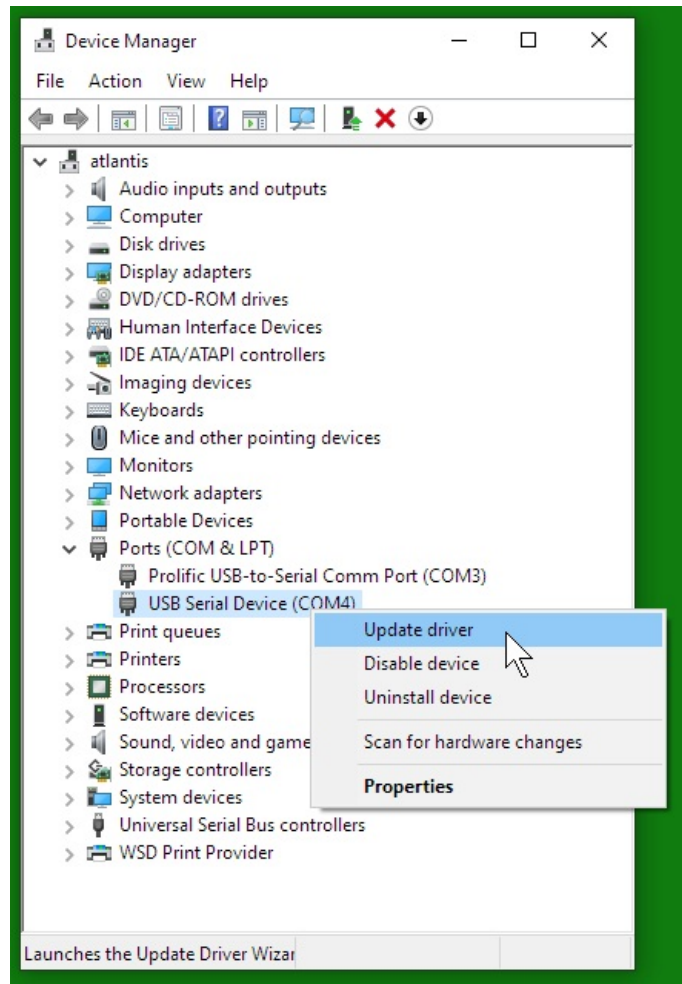 Device Manager
File Action View Help
atlantis
Audio inputs and outputs
Computer
Disk drives
Display adapters
DVD/CD-ROM drives
Human Interface Devices
IDE ATA/ATAPI controllers
Imaging devices
Keyboards
Mice and other pointing devices
Monitors
Network adapters
Portable Devices
Ports (COM & LPT)
Prolific USB-to-Serial Comm Port (COM3)
USB Serial Device (COM4)
Print queues
Printers
Processors
Software devices
Sound, video and game
Storage controllers
System devices
Universal Serial Bus controllers
WSD Print Provider
Update driver
Disable device
Uninstall device
Scan for hardware changes
Properties
Launches the Update Driver Wizar